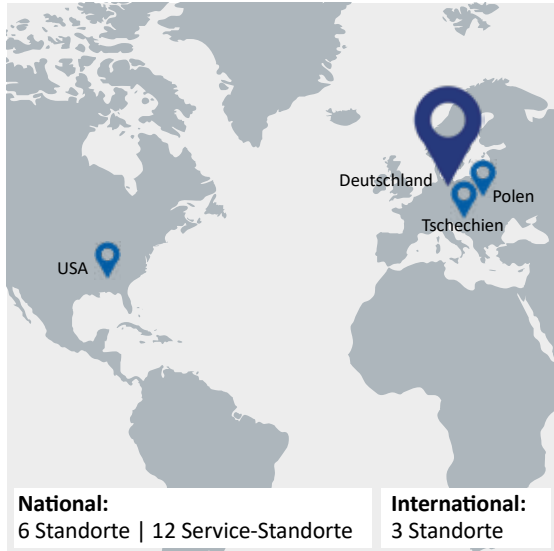 Deutschland
Polen
Tschechien
USA
National:
6 Standorte | 12 Service-Standorte
International:
3 Standorte